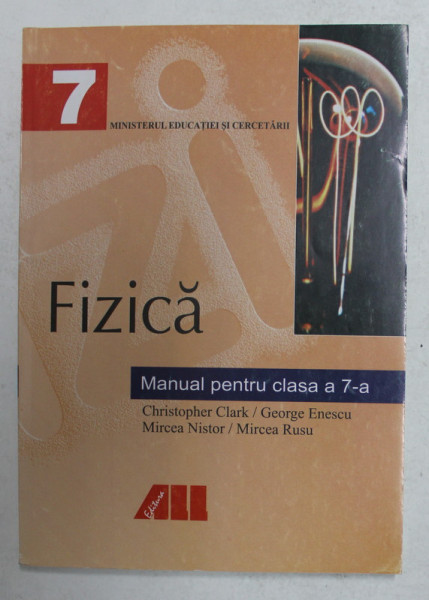 7
MINISTERUL EDUCAȚIEI ȘI CERCETĂRII
Fizică
Manual pentru clasa a 7-a
Christopher Clark / George Enescu
Mircea Nistor / Mircea Rusu
Editura ALL